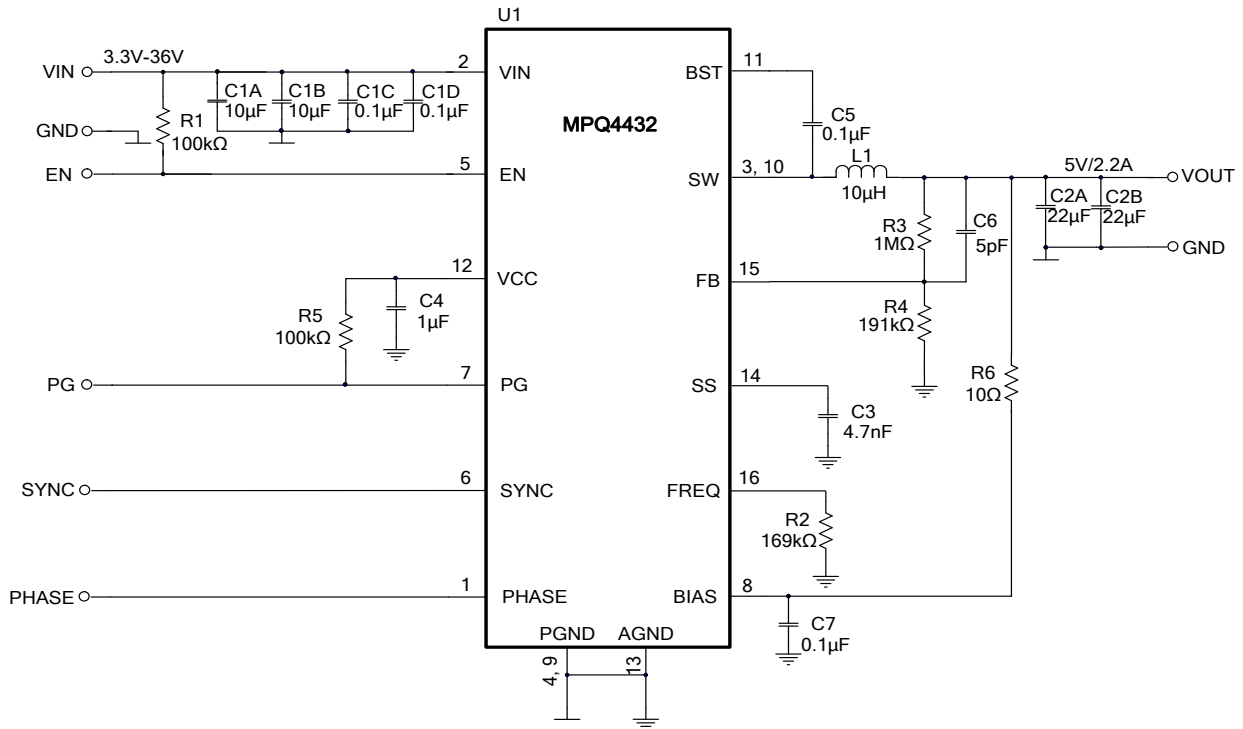 U1
MPQ4432
VIN
3.3V-36V
2
VIN
C1A
10µF
C1B
10µF
C1C
0.1µF
C1D
0.1µF
GND
R1
100kΩ
EN
5
EN
12
VCC
C4
1µF
R5
100kΩ
PG
7
PG
SYNC
6
SYNC
PHASE
1
PHASE
PGND
4, 9
AGND
13
11
BST
C5
0.1µF
3, 10
SW
L1
10µH
5V/2.2A
VOUT
C2A
22µF
C2B
22µF
GND
R3
1MΩ
C6
5pF
15
FB
R4
191kΩ
14
SS
C3
4.7nF
R6
10Ω
16
FREQ
R2
169kΩ
8
BIAS
C7
0.1µF